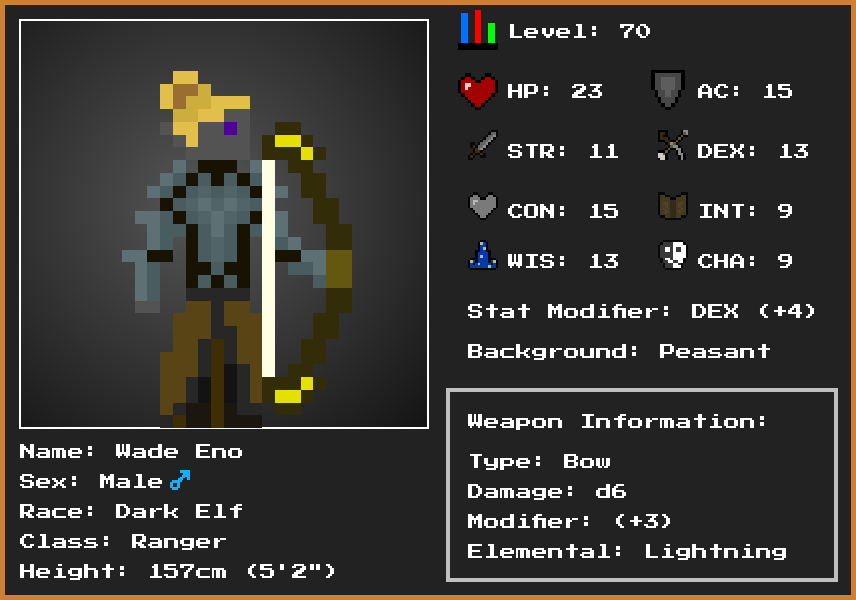 Level: 70
HP: 23
AC: 15
STR: 11
DEX: 13
CON: 15
INT: 9
WIS: 13
CHA: 9
Stat Modifier: DEX (+4)
Background: Peasant
Weapon Information:
Type: Bow
Damage: d6
Modifier: (+3)
Elemental: Lightning
Name: Wade Eno
Sex: Male ♂
Race: Dark Elf
Class: Ranger
Height: 157cm (5'2")